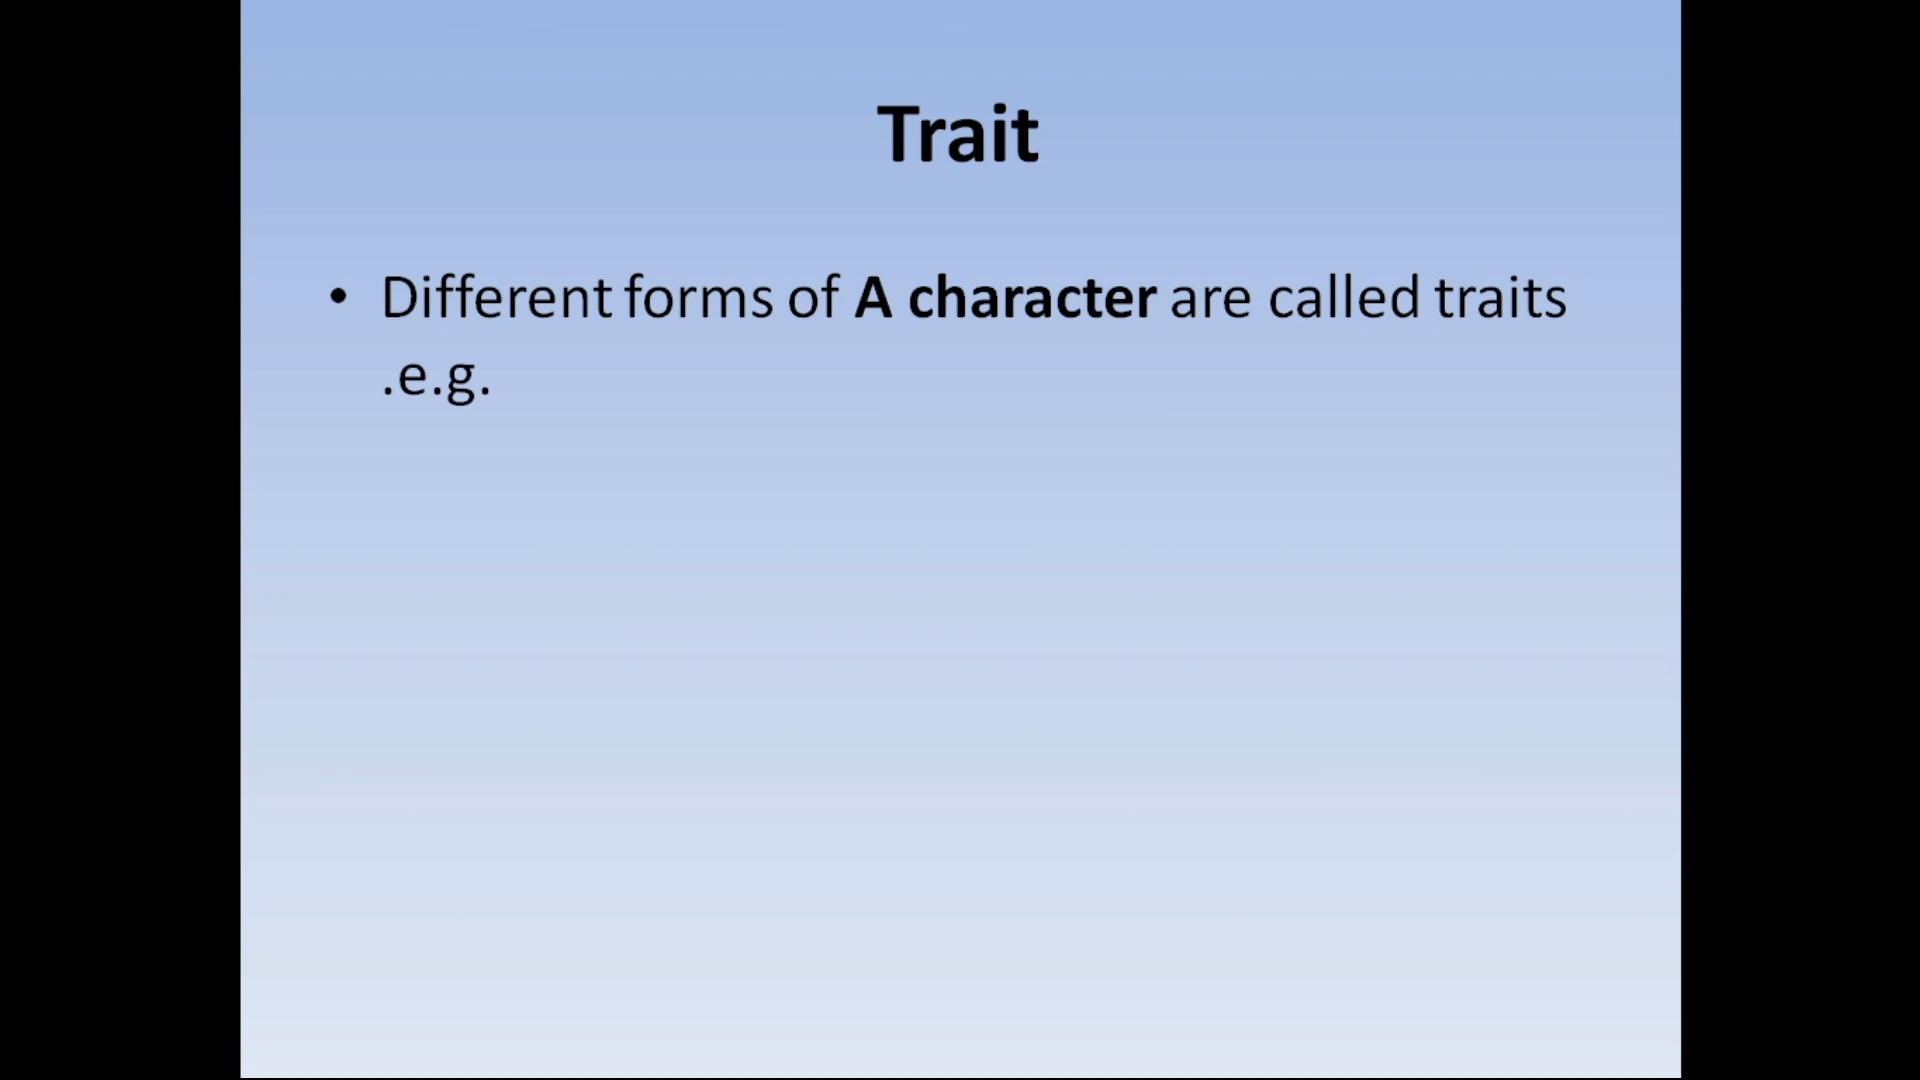 Trait
• Different forms of A character are called traits
.e.g.